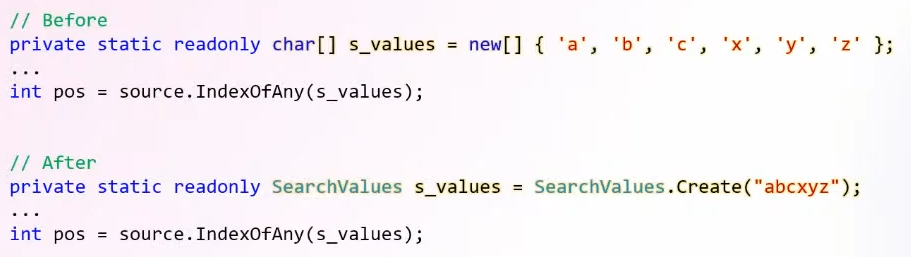 // Before
private static readonly char[] s_values = new[] { 'a', 'b', 'c', 'x', 'y', 'z' };
...
int pos = source.IndexOfAny(s_values);
// After
private static readonly SearchValues s_values = SearchValues.Create("abcxyz");
...
int pos = source.IndexOfAny(s_values);